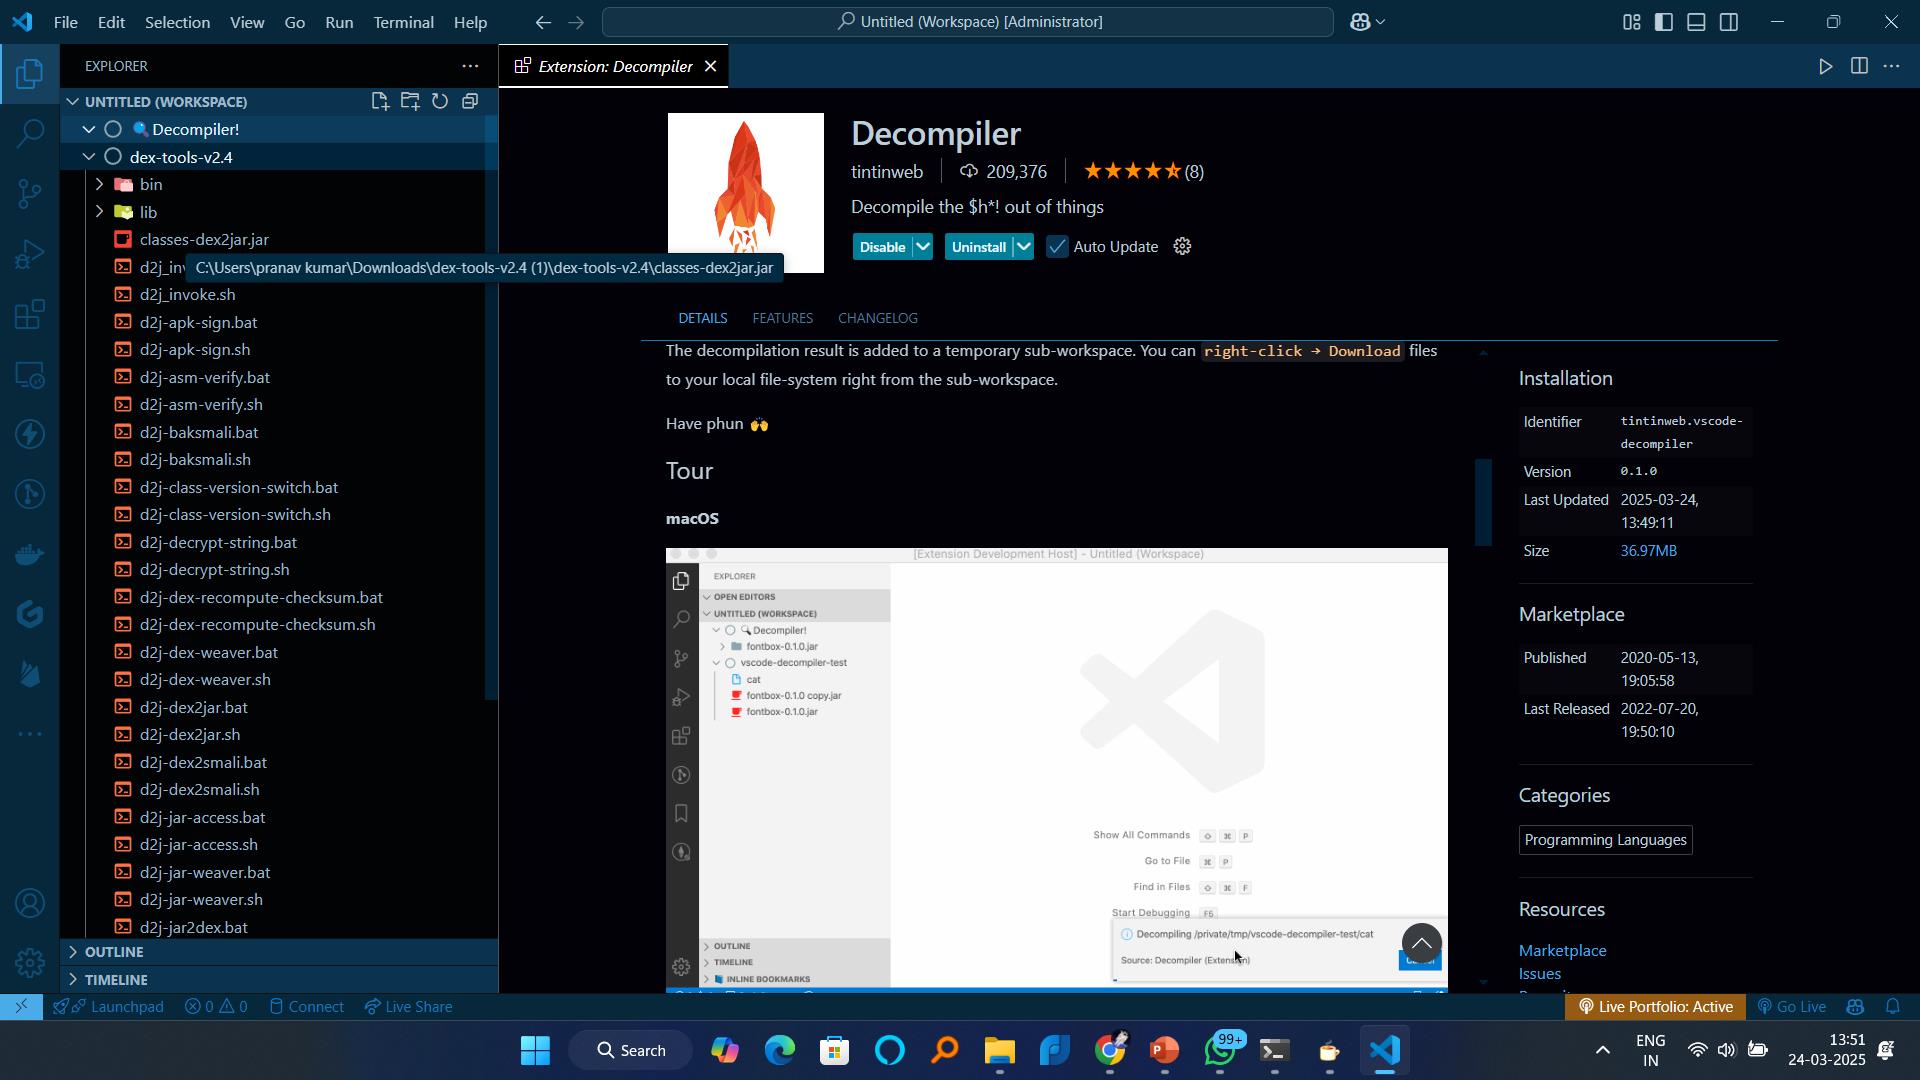 File Edit Selection View Go Run Terminal Help
Untitled (Workspace) [Administrator]
EXPLORER
Extension: Decompiler
UNTITLED (WORKSPACE)
Decompiler!
dex-tools-v2.4
bin
lib
classes-dex2jar.jar
d2j_inv
C:\Users\pranav kumar\Downloads\dex-tools-v2.4 (1)\dex-tools-v2.4\classes-dex2jar.jar
d2j_invoke.sh
d2j-apk-sign.bat
d2j-apk-sign.sh
d2j-asm-verify.bat
d2j-asm-verify.sh
d2j-baksmali.bat
d2j-baksmali.sh
d2j-class-version-switch.bat
d2j-class-version-switch.sh
d2j-decrypt-string.bat
d2j-decrypt-string.sh
d2j-dex-recompute-checksum.bat
d2j-dex-recompute-checksum.sh
d2j-dex-weaver.bat
d2j-dex-weaver.sh
d2j-dex2jar.bat
d2j-dex2jar.sh
d2j-dex2smali.bat
d2j-dex2smali.sh
d2j-jar-access.bat
d2j-jar-access.sh
d2j-jar-weaver.bat
d2j-jar-weaver.sh
d2j-jar2dex.bat
OUTLINE
TIMELINE
Decompiler
tintinweb 209,376 (8)
Decompile the $h*! out of things
Disable Uninstall Auto Update
DETAILS FEATURES CHANGELOG
The decompilation result is added to a temporary sub-workspace. You can right-click → Download files
to your local file-system right from the sub-workspace.
Have phun 🙌
Tour
macOS
[Extension Development Host] - Untitled (Workspace)
EXPLORER
OPEN EDITORS
UNTITLED (WORKSPACE)
Decompiler!
fontbox-0.1.0.jar
vscode-decompiler-test
cat
fontbox-0.1.0 copy.jar
fontbox-0.1.0.jar
Show All Commands ⇧ ⌘ P
Go to File ⌘ P
Find in Files ⇧ ⌘ F
Start Debugging F5
Decompiling /private/tmp/vscode-decompiler-test/cat
Source: Decompiler (Extension)
OUTLINE
TIMELINE
INLINE BOOKMARKS
Installation
Identifier tintinweb.vscode-
decompiler
Version 0.1.0
Last Updated 2025-03-24,
13:49:11
Size 36.97MB
Marketplace
Published 2020-05-13,
19:05:58
Last Released 2022-07-20,
19:50:10
Categories
Programming Languages
Resources
Marketplace
Issues
Launchpad 0 0 Connect Live Share
Live Portfolio: Active Go Live
Search
99+
ENG
IN
13:51
24-03-2025